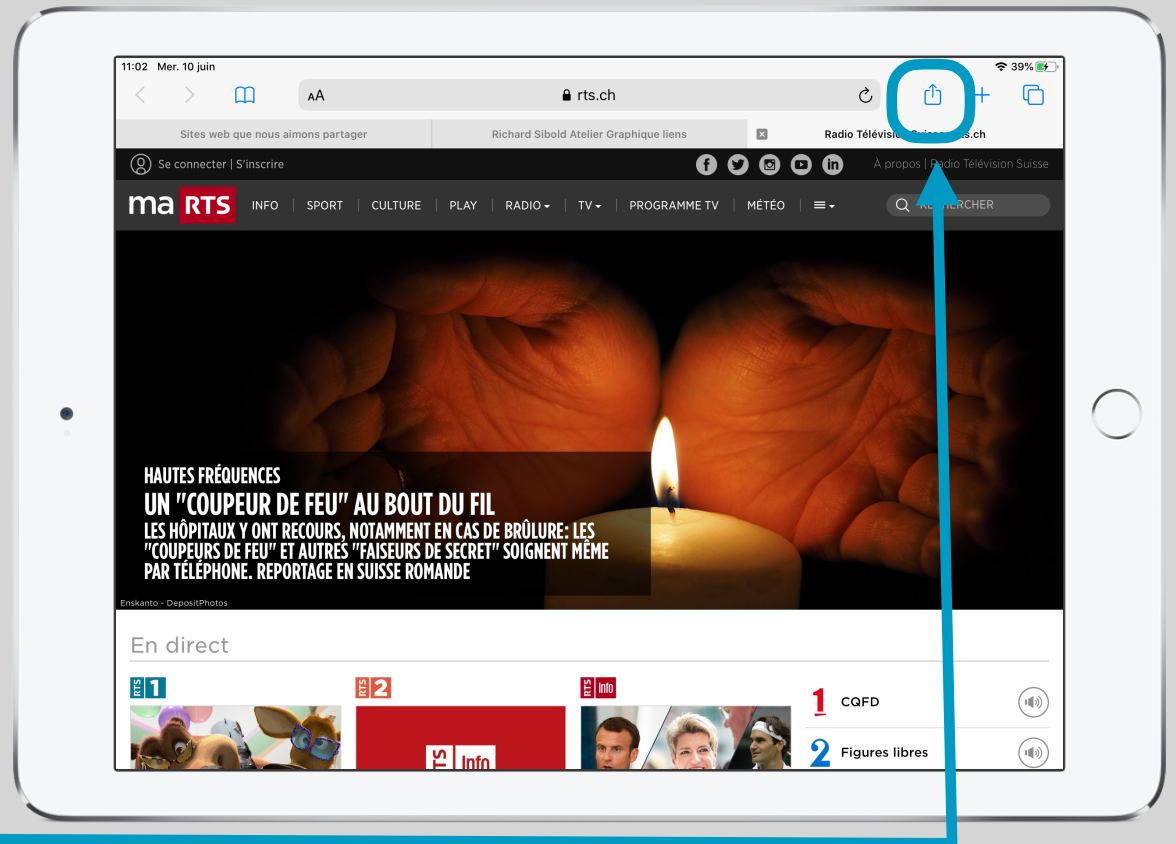 11:02 Mer. 10 juin
39%
AA
rts.ch
Sites web que nous aimons partager
Richard Sibold Atelier Graphique liens
Radio Télévision Suisse - rts.ch
Se connecter | S'inscrire
À propos | Radio Télévision Suisse
ma RTS
INFO | SPORT | CULTURE | PLAY | RADIO | TV | PROGRAMME TV | MÉTÉO |
RECHERCHER
HAUTES FRÉQUENCES
UN "COUPEUR DE FEU" AU BOUT DU FIL
LES HÔPITAUX Y ONT RECOURS, NOTAMMENT EN CAS DE BRÛLURE: LES
"COUPEURS DE FEU" ET AUTRES "FAISEURS DE SECRET" SOIGNENT MÊME
PAR TÉLÉPHONE. REPORTAGE EN SUISSE ROMANDE
Enskanto - DepositPhotos
En direct
RTS 1
RTS 2
RTS Info
RTS Info
1 CQFD
2 Figures libres